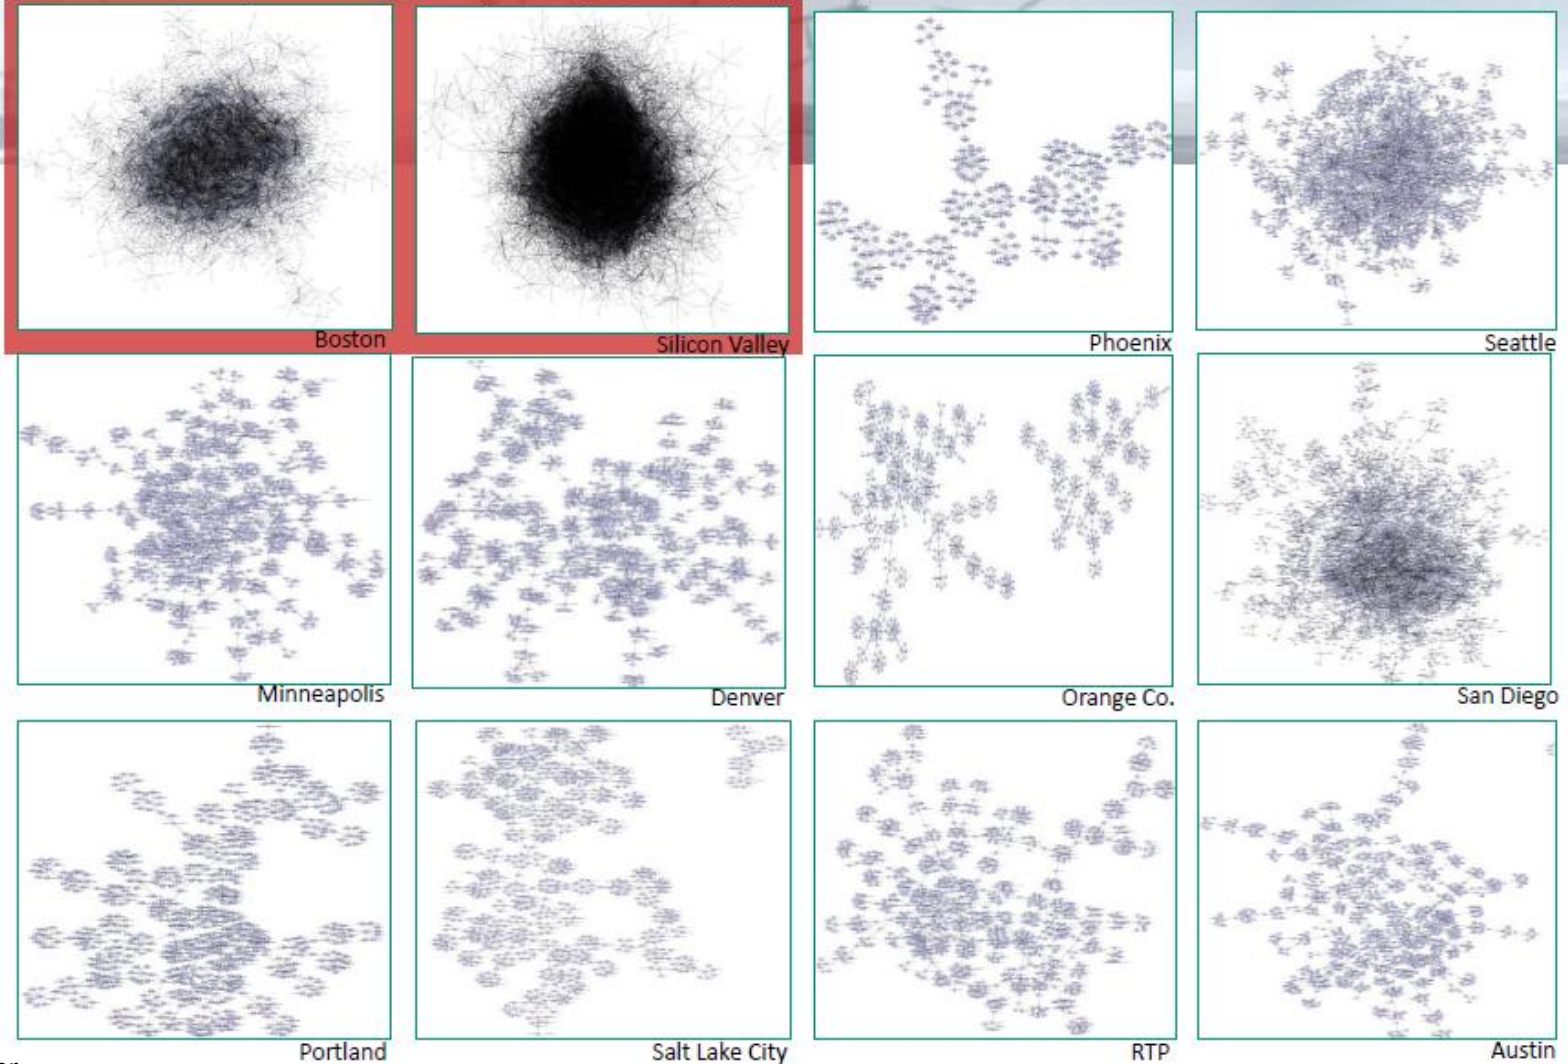 Boston
Silicon Valley
Phoenix
Seattle
Minneapolis
Denver
Orange Co.
San Diego
Portland
Salt Lake City
RTP
Austin